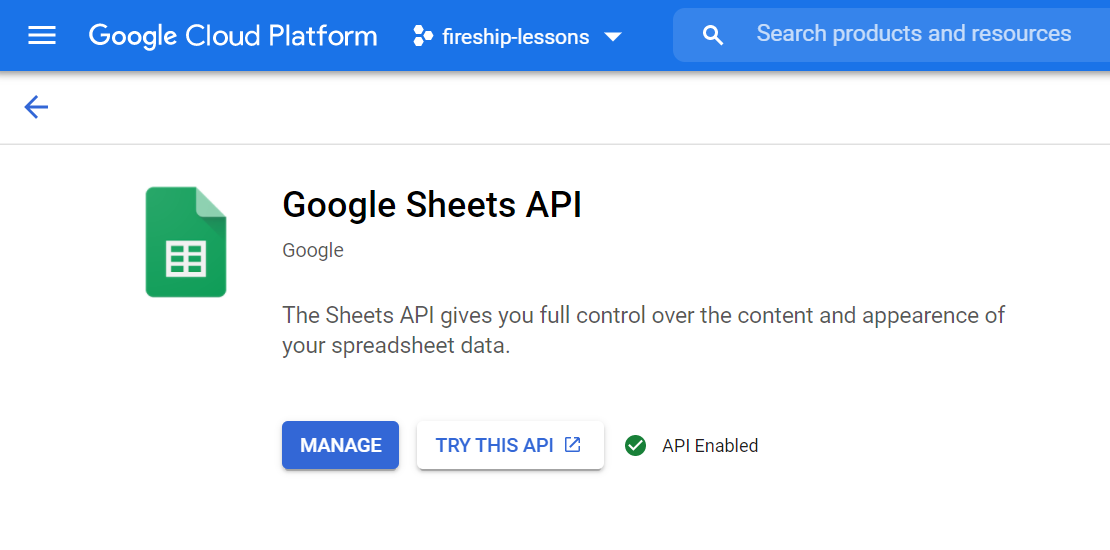 Google Cloud Platform
fireship-lessons
Search products and resources
Google Sheets API
Google
The Sheets API gives you full control over the content and appearence of
your spreadsheet data.
MANAGE
TRY THIS API
API Enabled